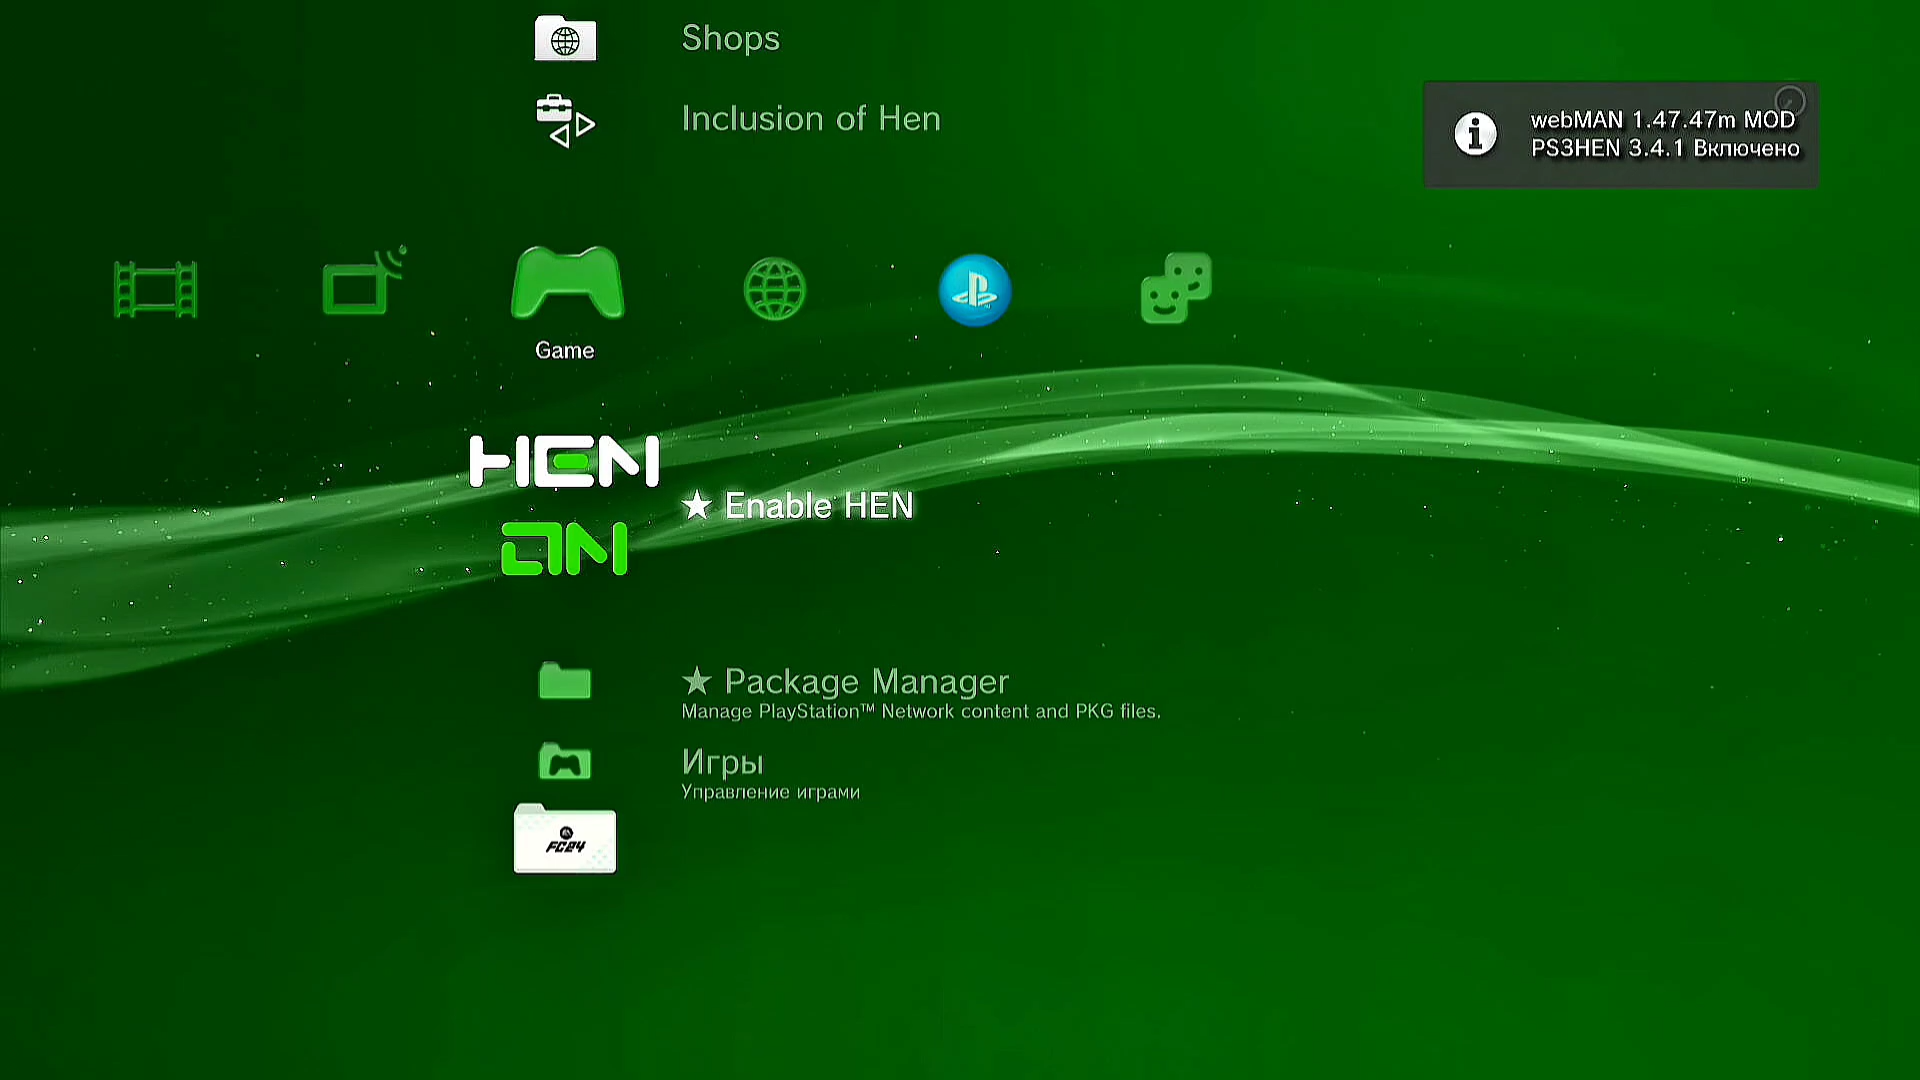 Shops
Inclusion of Hen
webMAN 1.47.47m MOD
PS3HEN 3.4.1 Включено
Game
HEN
ON
★ Enable HEN
★ Package Manager
Manage PlayStation™ Network content and PKG files.
Игры
Управление играми
FC24